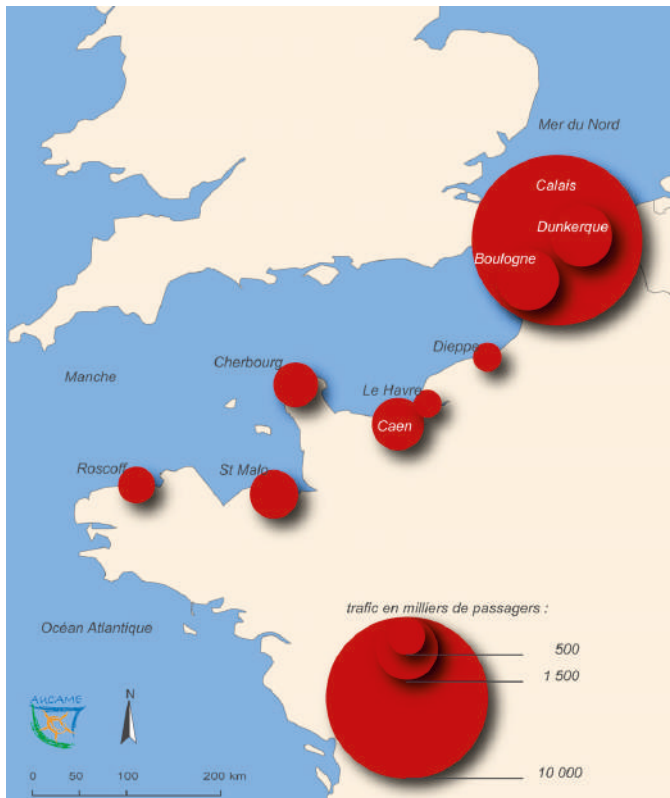 Mer du Nord
Calais
Dunkerque
Boulogne
Dieppe
Cherbourg
Manche
Le Havre
Caen
Roscoff
St Malo
trafic en milliers de passagers :
Océan Atlantique
500
1 500
AUCAME
N
10 000
0 50 100 200 km